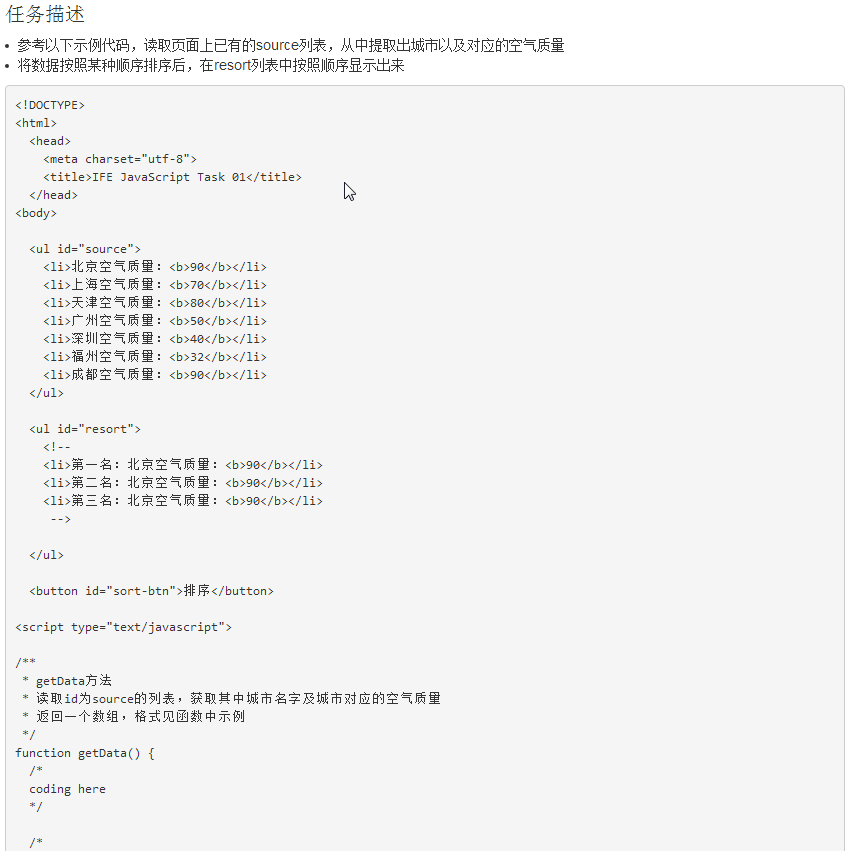 任务描述
• 参考以下示例代码，读取页面上已有的source列表，从中提取出城市以及对应的空气质量
• 将数据按照某种顺序排序后，在resort列表中按照顺序显示出来
<!DOCTYPE>
<html>
  <head>
    <meta charset="utf-8">
    <title>IFE JavaScript Task 01</title>
  </head>
<body>

  <ul id="source">
    <li>北京空气质量：<b>90</b></li>
    <li>上海空气质量：<b>70</b></li>
    <li>天津空气质量：<b>80</b></li>
    <li>广州空气质量：<b>50</b></li>
    <li>深圳空气质量：<b>40</b></li>
    <li>福州空气质量：<b>32</b></li>
    <li>成都空气质量：<b>90</b></li>
  </ul>

  <ul id="resort">
    <!--
    <li>第一名：北京空气质量：<b>90</b></li>
    <li>第二名：北京空气质量：<b>90</b></li>
    <li>第三名：北京空气质量：<b>90</b></li>
     -->

  </ul>

  <button id="sort-btn">排序</button>

<script type="text/javascript">

/**
 * getData方法
 * 读取id为source的列表，获取其中城市名字及城市对应的空气质量
 * 返回一个数组，格式见函数中示例
 */
function getData() {
  /*
  coding here
  */

  /*